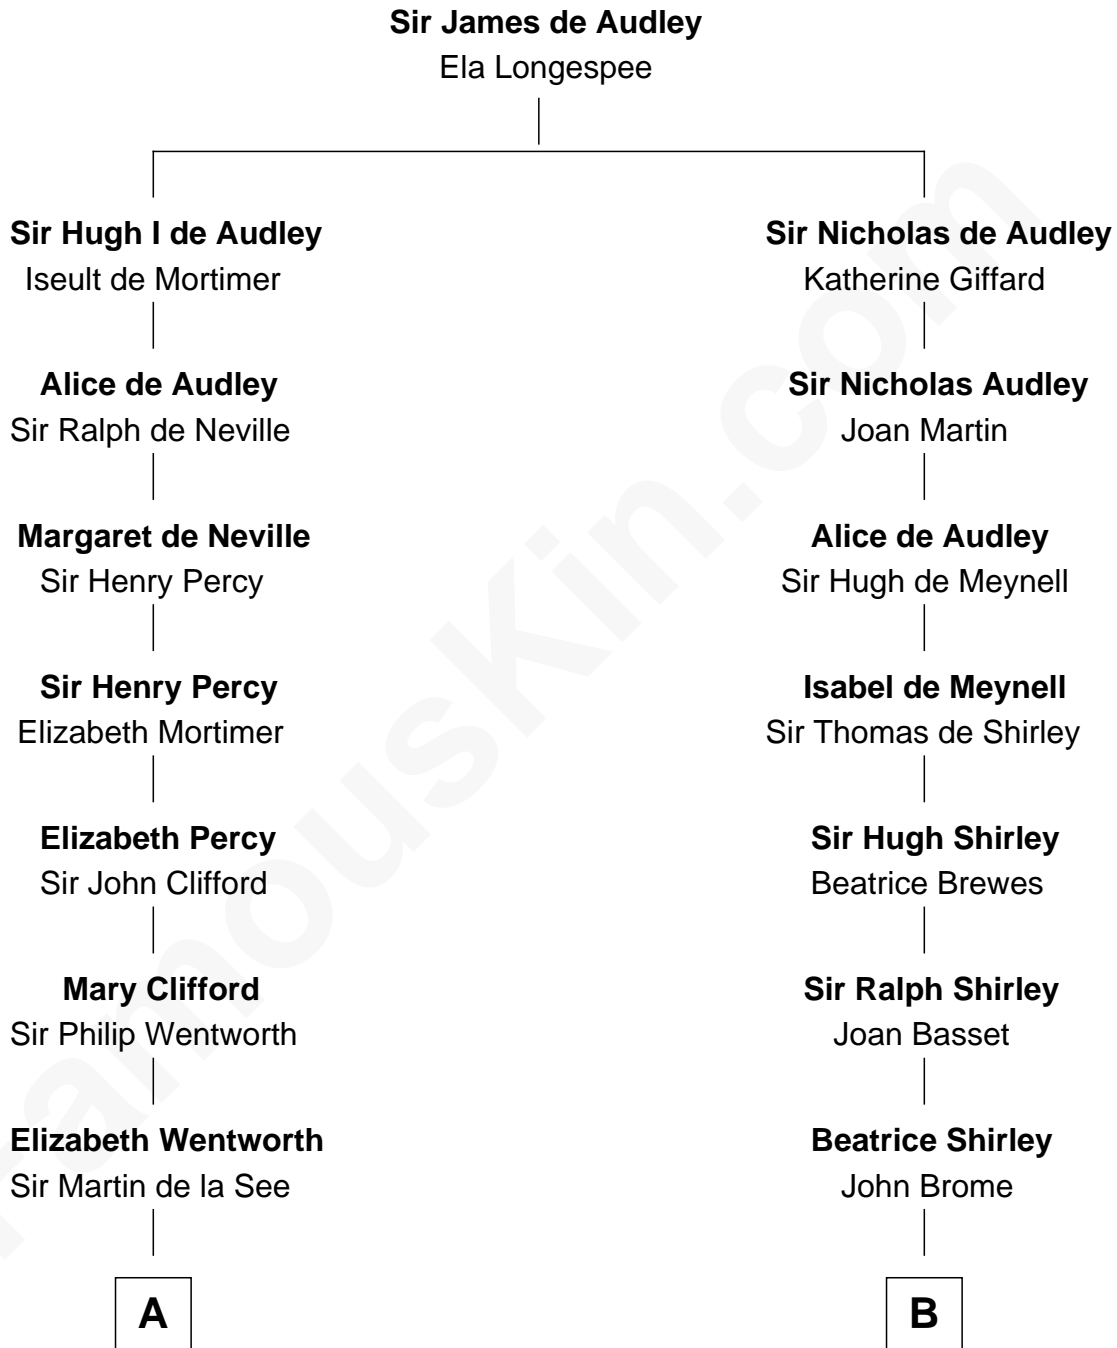 Sir James de Audley
Ela Longespee
Sir Hugh I de Audley
Iseult de Mortimer
Sir Nicholas de Audley
Katherine Giffard
Alice de Audley
Sir Ralph de Neville
Sir Nicholas Audley
Joan Martin
Margaret de Neville
Sir Henry Percy
Alice de Audley
Sir Hugh de Meynell
Sir Henry Percy
Elizabeth Mortimer
Isabel de Meynell
Sir Thomas de Shirley
Elizabeth Percy
Sir John Clifford
Sir Hugh Shirley
Beatrice Brewes
Mary Clifford
Sir Philip Wentworth
Sir Ralph Shirley
Joan Basset
Elizabeth Wentworth
Sir Martin de la See
Beatrice Shirley
John Brome
A
B
FamousKin.com